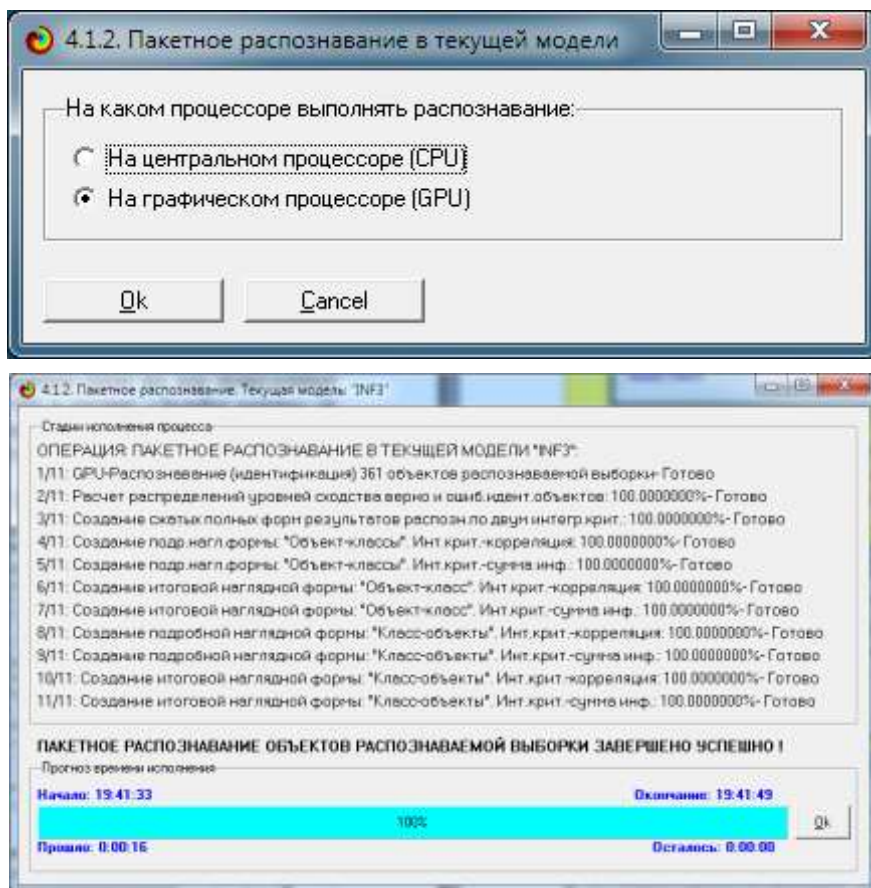 4.1.2. Пакетное распознавание в текущей модели
На каком процессоре выполнять распознавание:
На центральном процессоре (CPU)
На графическом процессоре (GPU)
Ok
Cancel
4.1.2. Пакетное распознавание. Текущая модель: "INF3"
Стадии исполнения процесса
ОПЕРАЦИЯ: ПАКЕТНОЕ РАСПОЗНАВАНИЕ В ТЕКУЩЕЙ МОДЕЛИ "INF3":
1/11: GPU-Распознавание (идентификация) 361 объектов распознаваемой выборки- Готово
2/11: Расчет распределений уровней сходства верно и ошиб.идент.объектов: 100.0000000%- Готово
3/11: Создание сжатых полных форм результатов распозн.по двум интегр.крит.: 100.0000000%- Готово
4/11: Создание подр.нагл.формы: "Объект-классы". Инт.крит.-корреляция: 100.0000000%- Готово
5/11: Создание подр.нагл.формы: "Объект-классы". Инт.крит.-сумма инф.: 100.0000000%- Готово
6/11: Создание итоговой наглядной формы: "Объект-класс". Инт.крит.-корреляция: 100.0000000%- Готово
7/11: Создание итоговой наглядной формы: "Объект-класс". Инт.крит.-сумма инф.: 100.0000000%- Готово
8/11: Создание подробной наглядной формы: "Класс-объекты". Инт.крит.-корреляция: 100.0000000%- Готово
9/11: Создание подробной наглядной формы: "Класс-объекты". Инт.крит.-сумма инф.: 100.0000000%- Готово
10/11: Создание итоговой наглядной формы: "Класс-объекты". Инт.крит.-корреляция: 100.0000000%- Готово
11/11: Создание итоговой наглядной формы: "Класс-объекты". Инт.крит.-сумма инф.: 100.0000000%- Готово
ПАКЕТНОЕ РАСПОЗНАВАНИЕ ОБЪЕКТОВ РАСПОЗНАВАЕМОЙ ВЫБОРКИ ЗАВЕРШЕНО УСПЕШНО !
Прогноз времени исполнения
Начало: 19:41:33 Окончание: 19:41:49
100% Ok
Прошло: 0:00:16 Осталось: 0:00:00